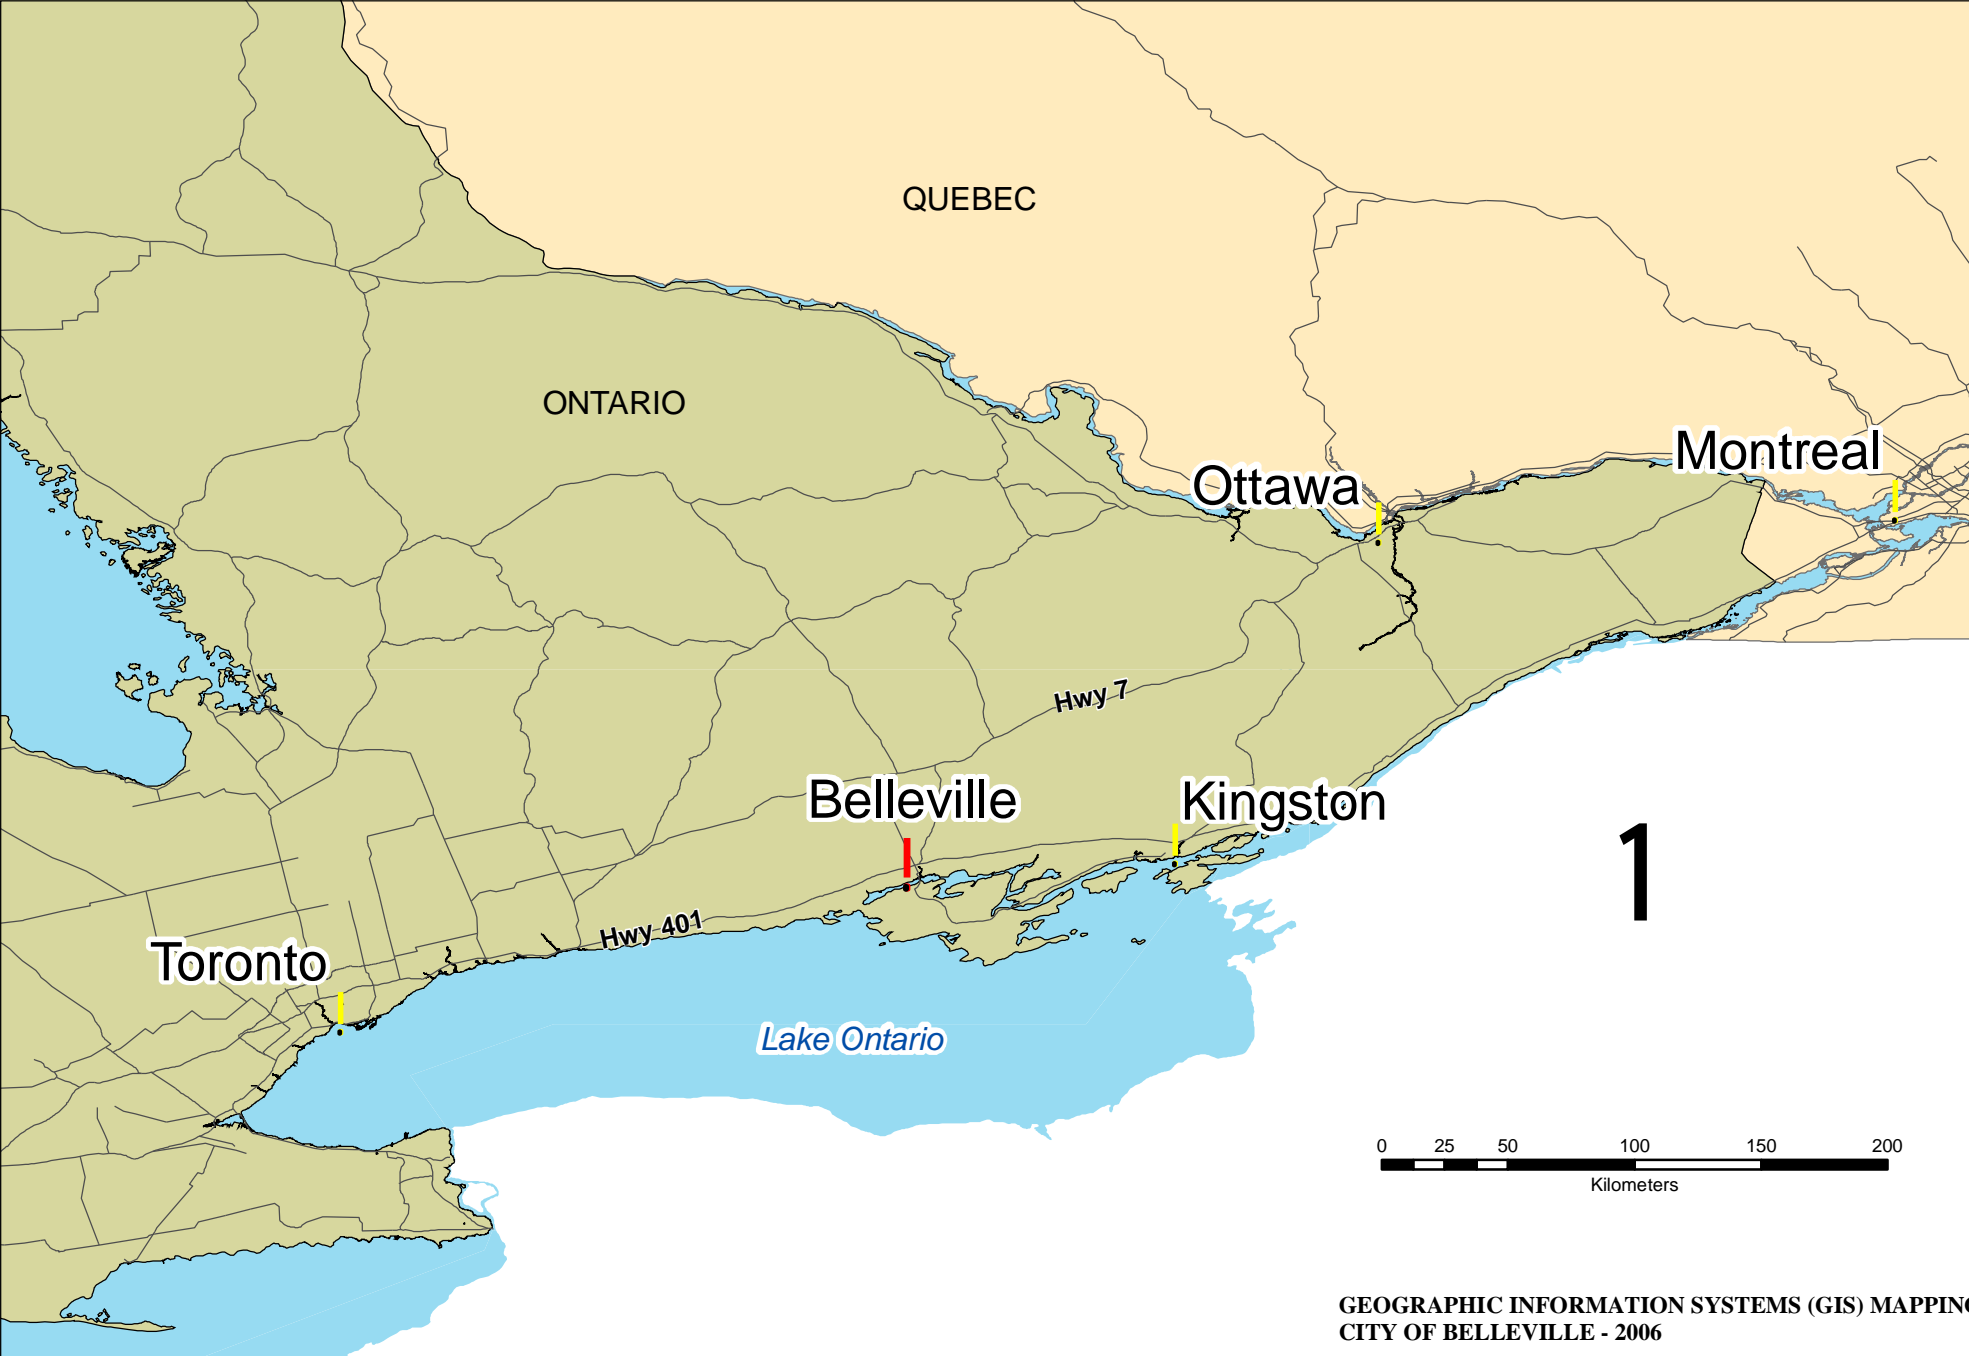 QUEBEC
ONTARIO
Montreal
Ottawa
Hwy 7
Belleville
Kingston
1
Hwy 401
Toronto
Lake Ontario
0 25 50 100 150 200
Kilometers
GEOGRAPHIC INFORMATION SYSTEMS (GIS) MAPPING
CITY OF BELLEVILLE - 2006